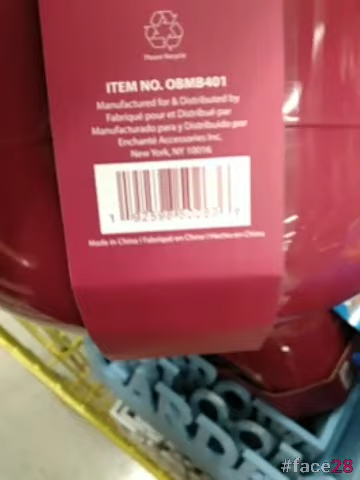 Please Recycle
ITEM NO. OBMB401
Manufactured for & Distributed by
Fabriqué pour et Distribué par
Manufacturado para y Distribuido por
Enchanté Accessories Inc.
New York, NY 10016
Made in China / Fabriqué en Chine / Hecho en China
#face28